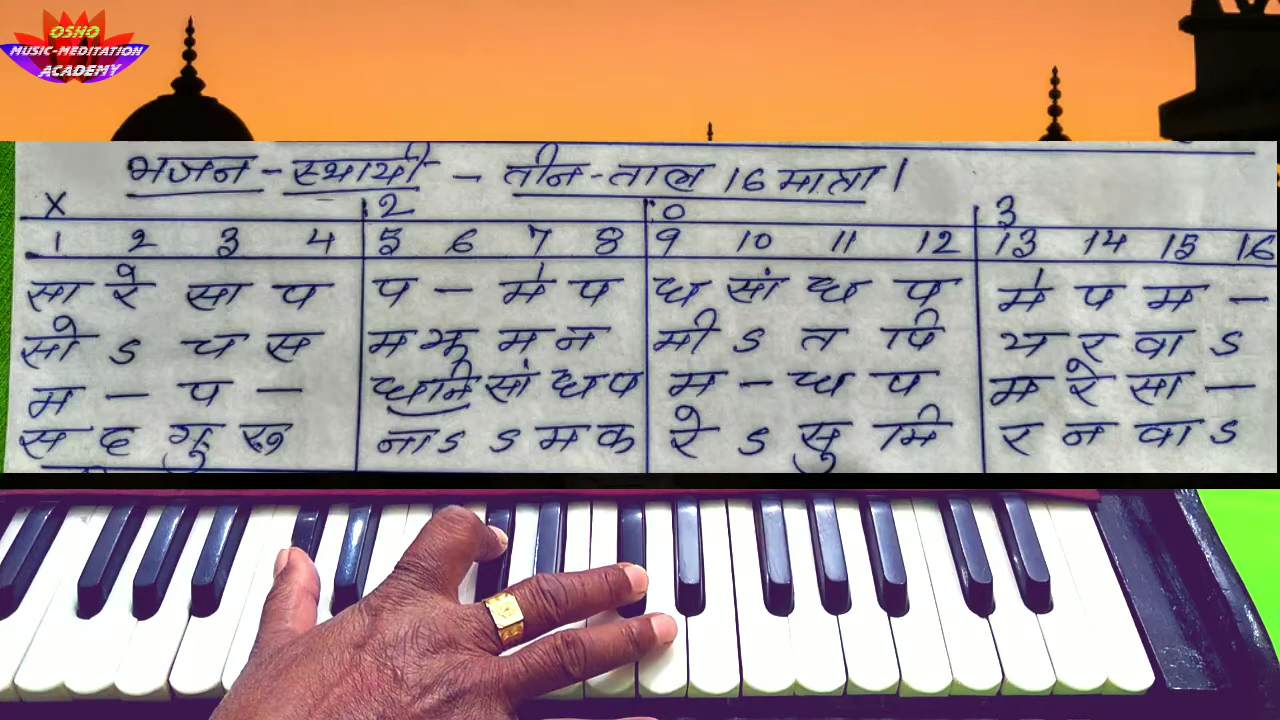 OSHO
MUSIC-MEDITATION
ACADEMY
भजन - स्थायी - तीन-ताल 16 मात्रा।
X 2 0 3
1 2 3 4 5 6 7 8 9 10 11 12 13 14 15 16
सा रे सा प प – म॑ प ध सां ध प म॑ प म –
सो ऽ च स म झ म न मी ऽ त पि य र वा ऽ
म – प – धानि सां ध प म – ध प म रे सा –
स द गु रू ना ऽ ऽ म क रे ऽ सु मि र न वा ऽ